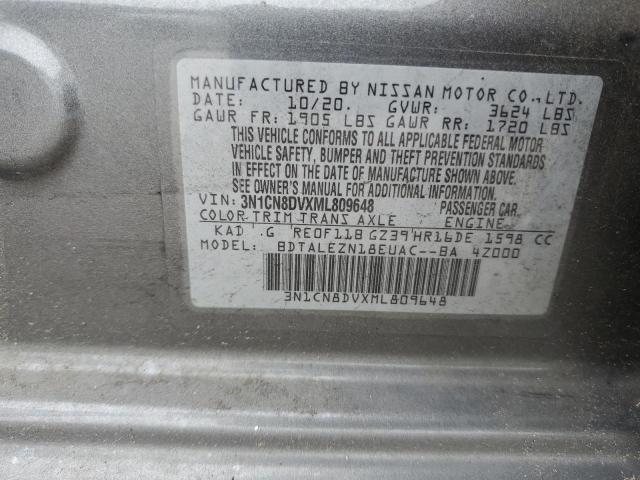 MANUFACTURED BY NISSAN MOTOR CO., LTD.
DATE: 10/20. GVWR: 3624 LBS
GAWR FR: 1905 LBS GAWR RR: 1720 LBS
THIS VEHICLE CONFORMS TO ALL APPLICABLE FEDERAL MOTOR
VEHICLE SAFETY, BUMPER AND THEFT PREVENTION STANDARDS
IN EFFECT ON THE DATE OF MANUFACTURE SHOWN ABOVE.
SEE OWNER'S MANUAL FOR ADDITIONAL INFORMATION.
VIN: 3N1CN8DVXML809648 PASSENGER CAR
COLOR TRIM TRANS AXLE ENGINE
KAD G RE0F11B GZ39 HR16DE 1598 CC
MODEL: BDTALEZN18EUAC--BA 4Z000
3N1CN8DVXML809648